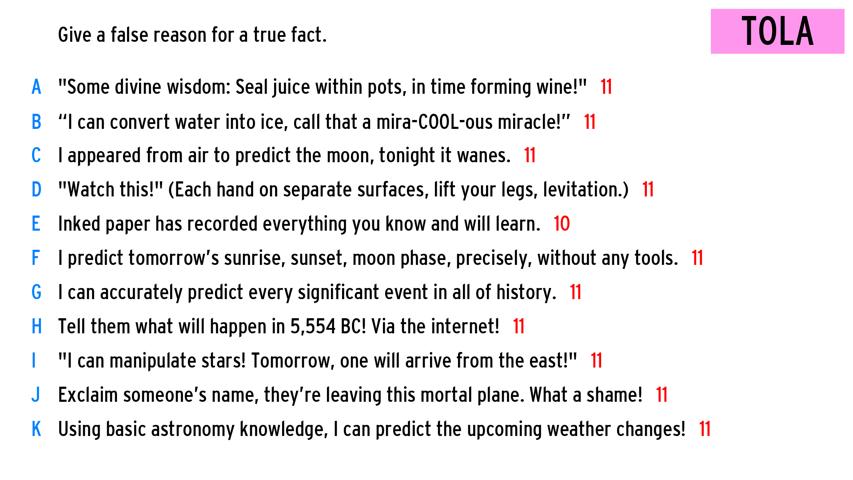 Give a false reason for a true fact.
TOLA
A "Some divine wisdom: Seal juice within pots, in time forming wine!" 11
B “I can convert water into ice, call that a mira-COOL-ous miracle!” 11
C I appeared from air to predict the moon, tonight it wanes. 11
D "Watch this!" (Each hand on separate surfaces, lift your legs, levitation.) 11
E Inked paper has recorded everything you know and will learn. 10
F I predict tomorrow’s sunrise, sunset, moon phase, precisely, without any tools. 11
G I can accurately predict every significant event in all of history. 11
H Tell them what will happen in 5,554 BC! Via the internet! 11
I "I can manipulate stars! Tomorrow, one will arrive from the east!" 11
J Exclaim someone’s name, they’re leaving this mortal plane. What a shame! 11
K Using basic astronomy knowledge, I can predict the upcoming weather changes! 11